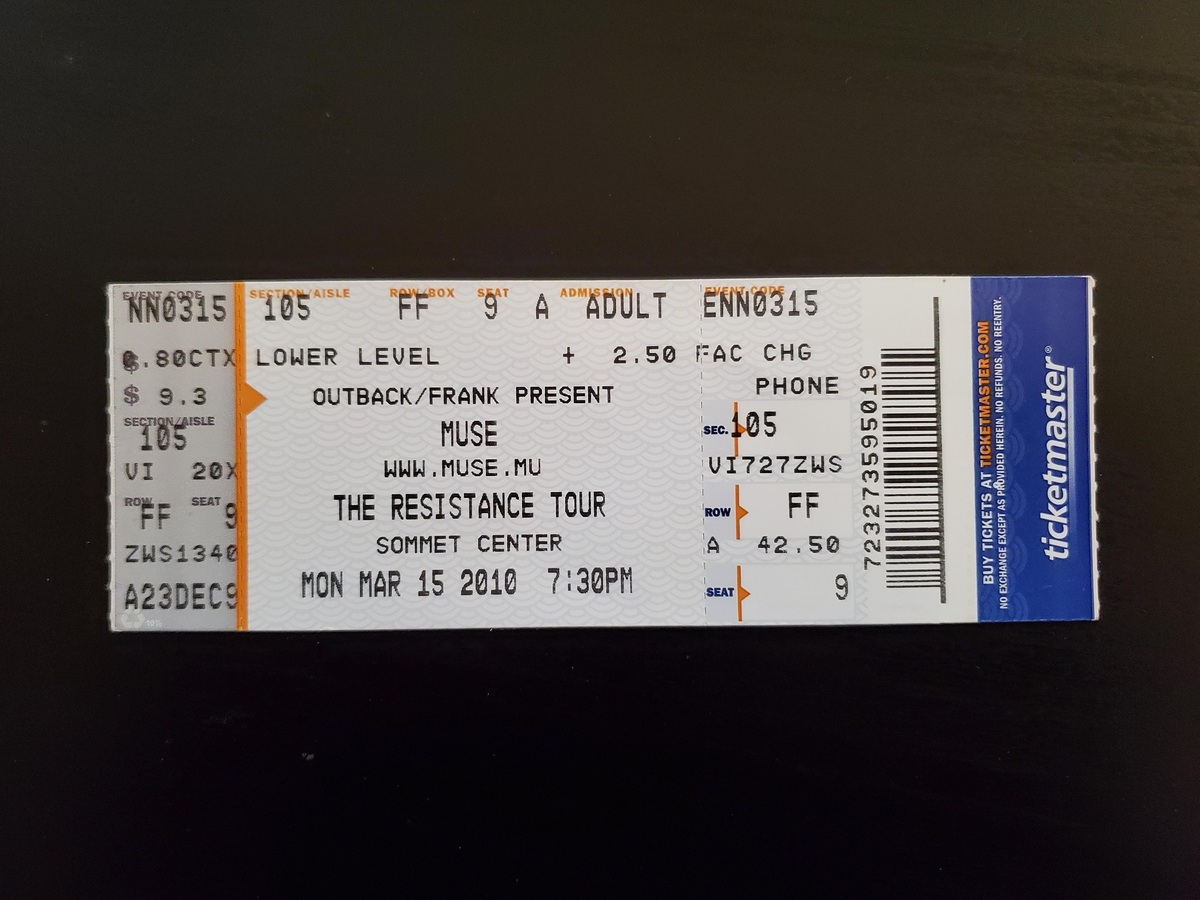 EVENT CODE
NN0315
.80CTX
$ 9.3
SECTION/AISLE
105
VI 20X
ROW SEAT
FF 9
ZWS1340
A23DEC9
SECTION/AISLE ROW/BOX SEAT ADMISSION
105 FF 9 A ADULT
LOWER LEVEL + 2.50 FAC CHG
OUTBACK/FRANK PRESENT
MUSE
WWW.MUSE.MU
THE RESISTANCE TOUR
SOMMET CENTER
MON MAR 15 2010 7:30PM
EVENT CODE
ENN0315
PHONE
SEC. 105
VI727ZWS
ROW FF
A 42.50
SEAT 9
723273595019
BUY TICKETS AT TICKETMASTER.COM
NO EXCHANGE EXCEPT AS PROVIDED HEREIN. NO REFUNDS. NO REENTRY.
ticketmaster®